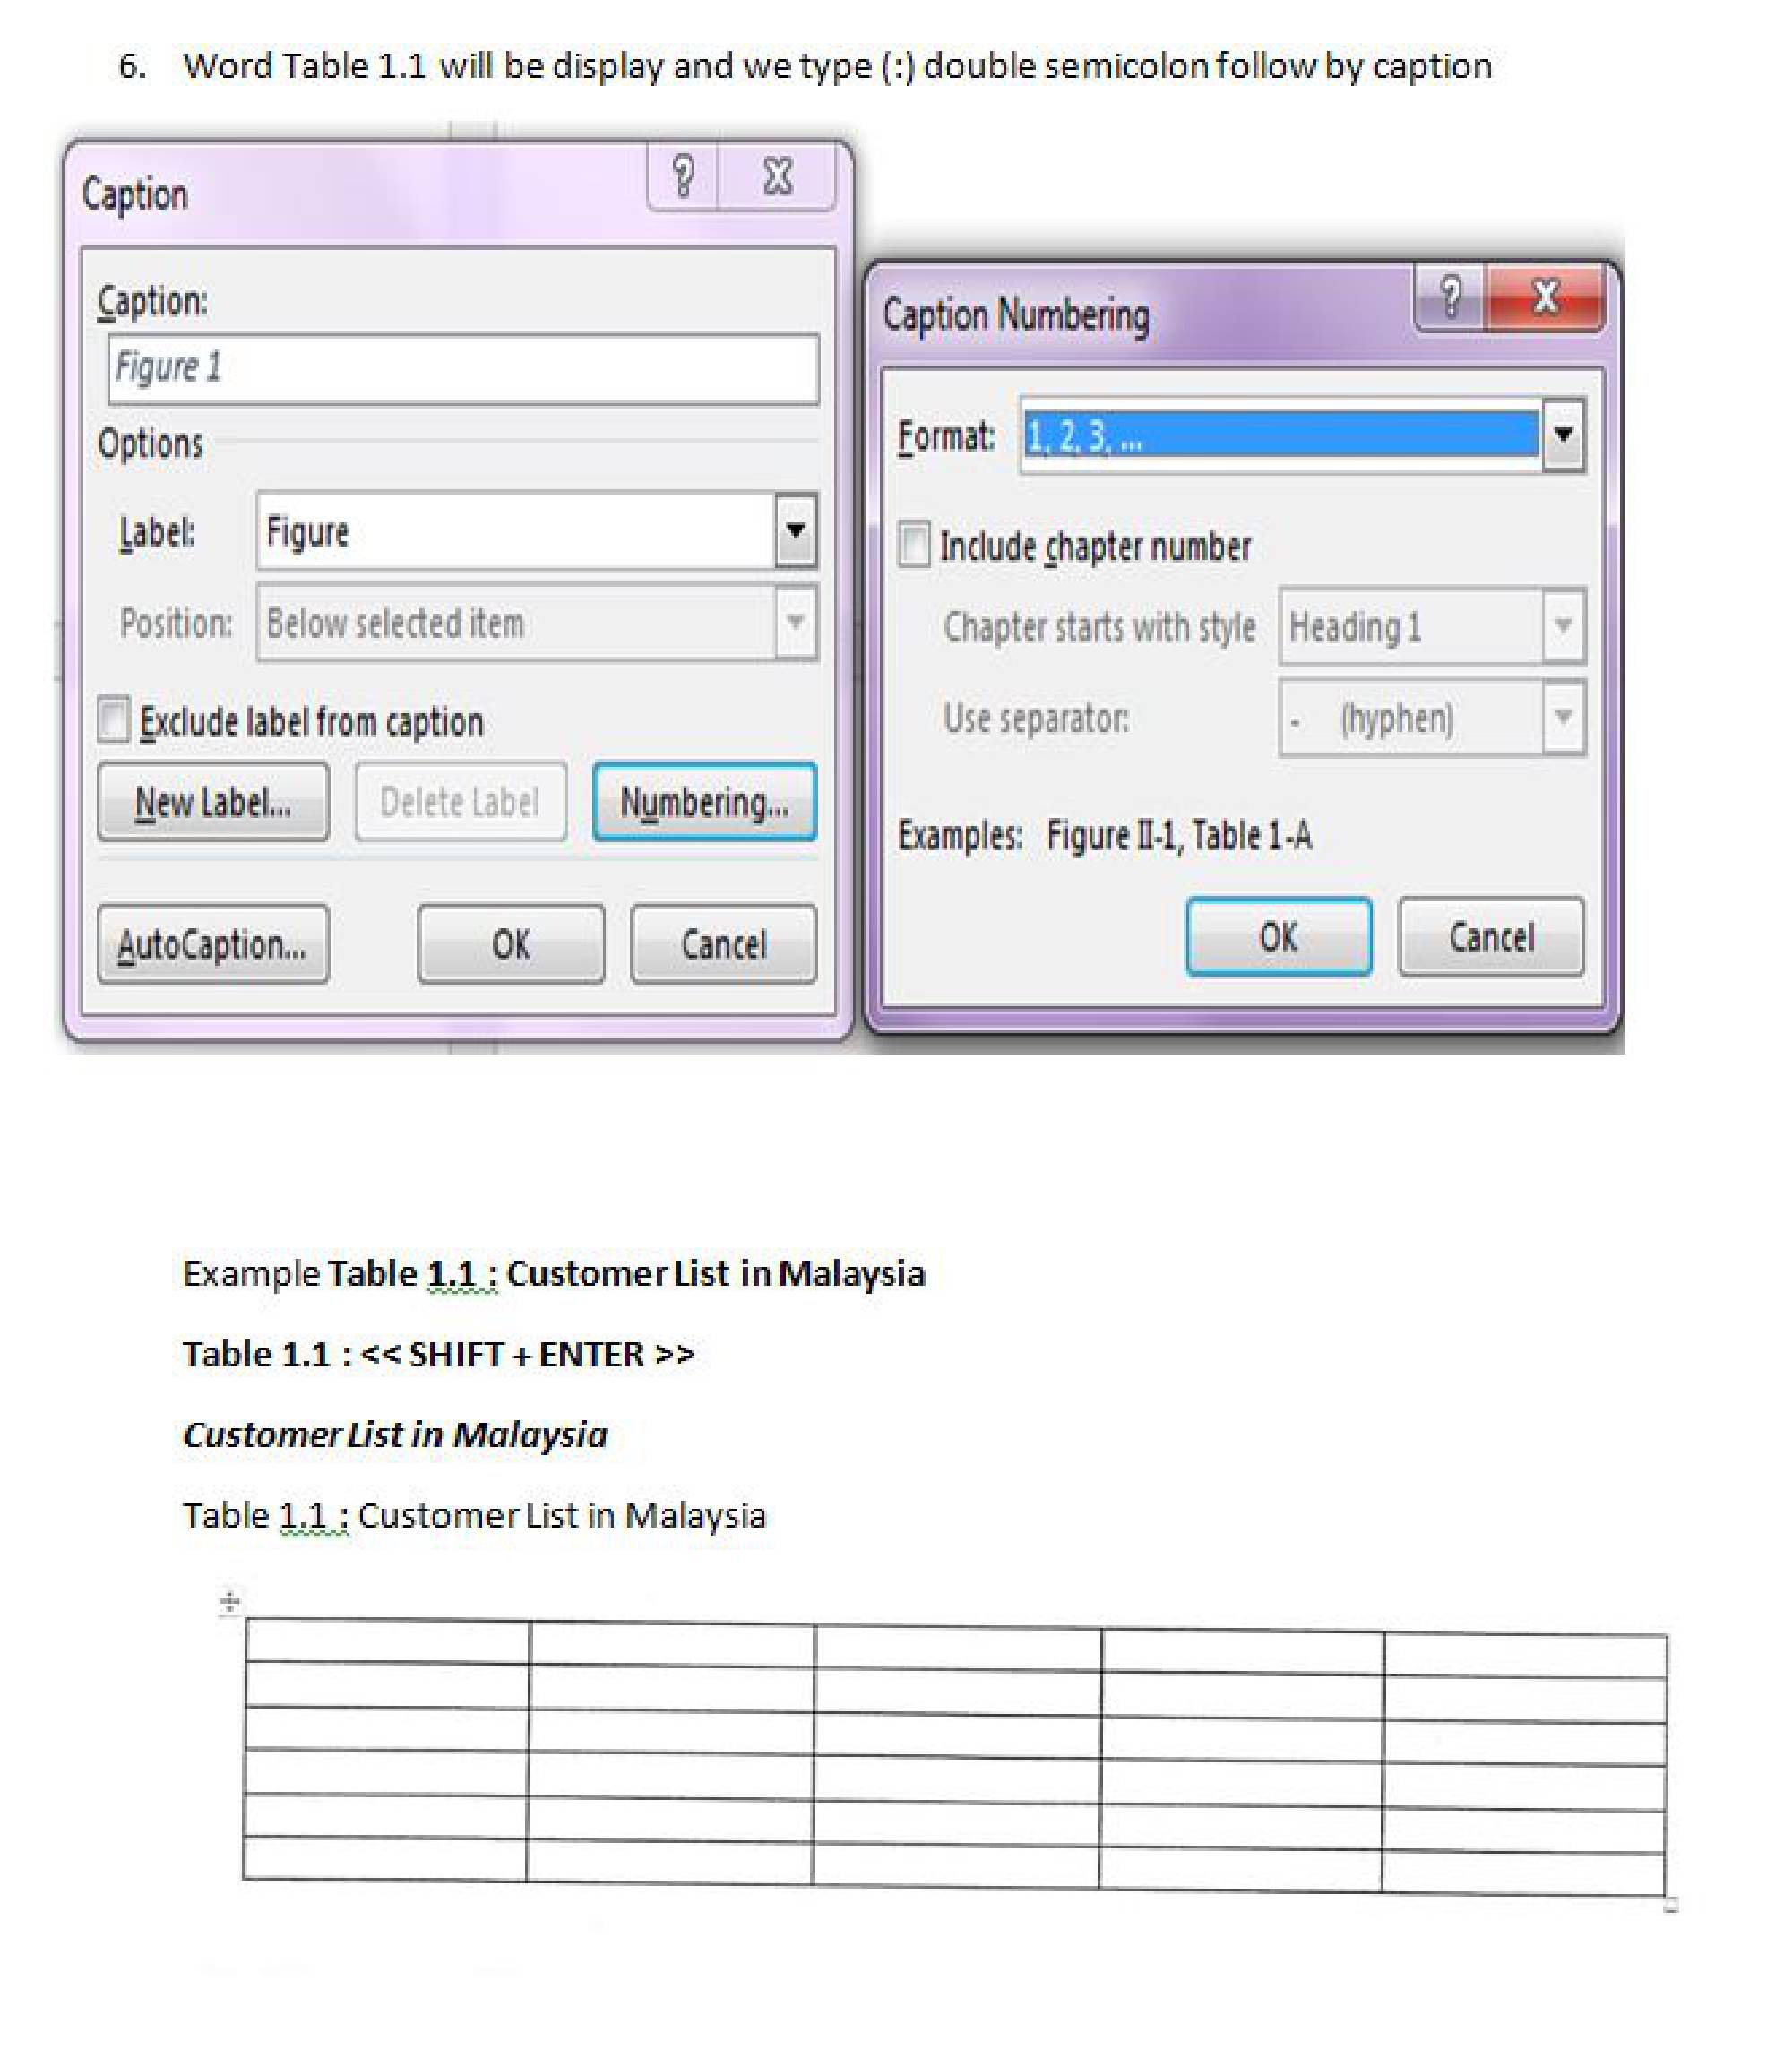 6. Word Table 1.1 will be display and we type (:) double semicolon follow by caption
Caption
Caption:
Figure 1
Options
Label: Figure
Position: Below selected item
Exclude label from caption
New Label... Delete Label Numbering...
AutoCaption... OK Cancel
Caption Numbering
Format: 1, 2, 3, ...
Include chapter number
Chapter starts with style Heading 1
Use separator: - (hyphen)
Examples: Figure II-1, Table 1-A
OK Cancel
Example Table 1.1 : Customer List in Malaysia
Table 1.1 : << SHIFT + ENTER >>
Customer List in Malaysia
Table 1.1 : Customer List in Malaysia